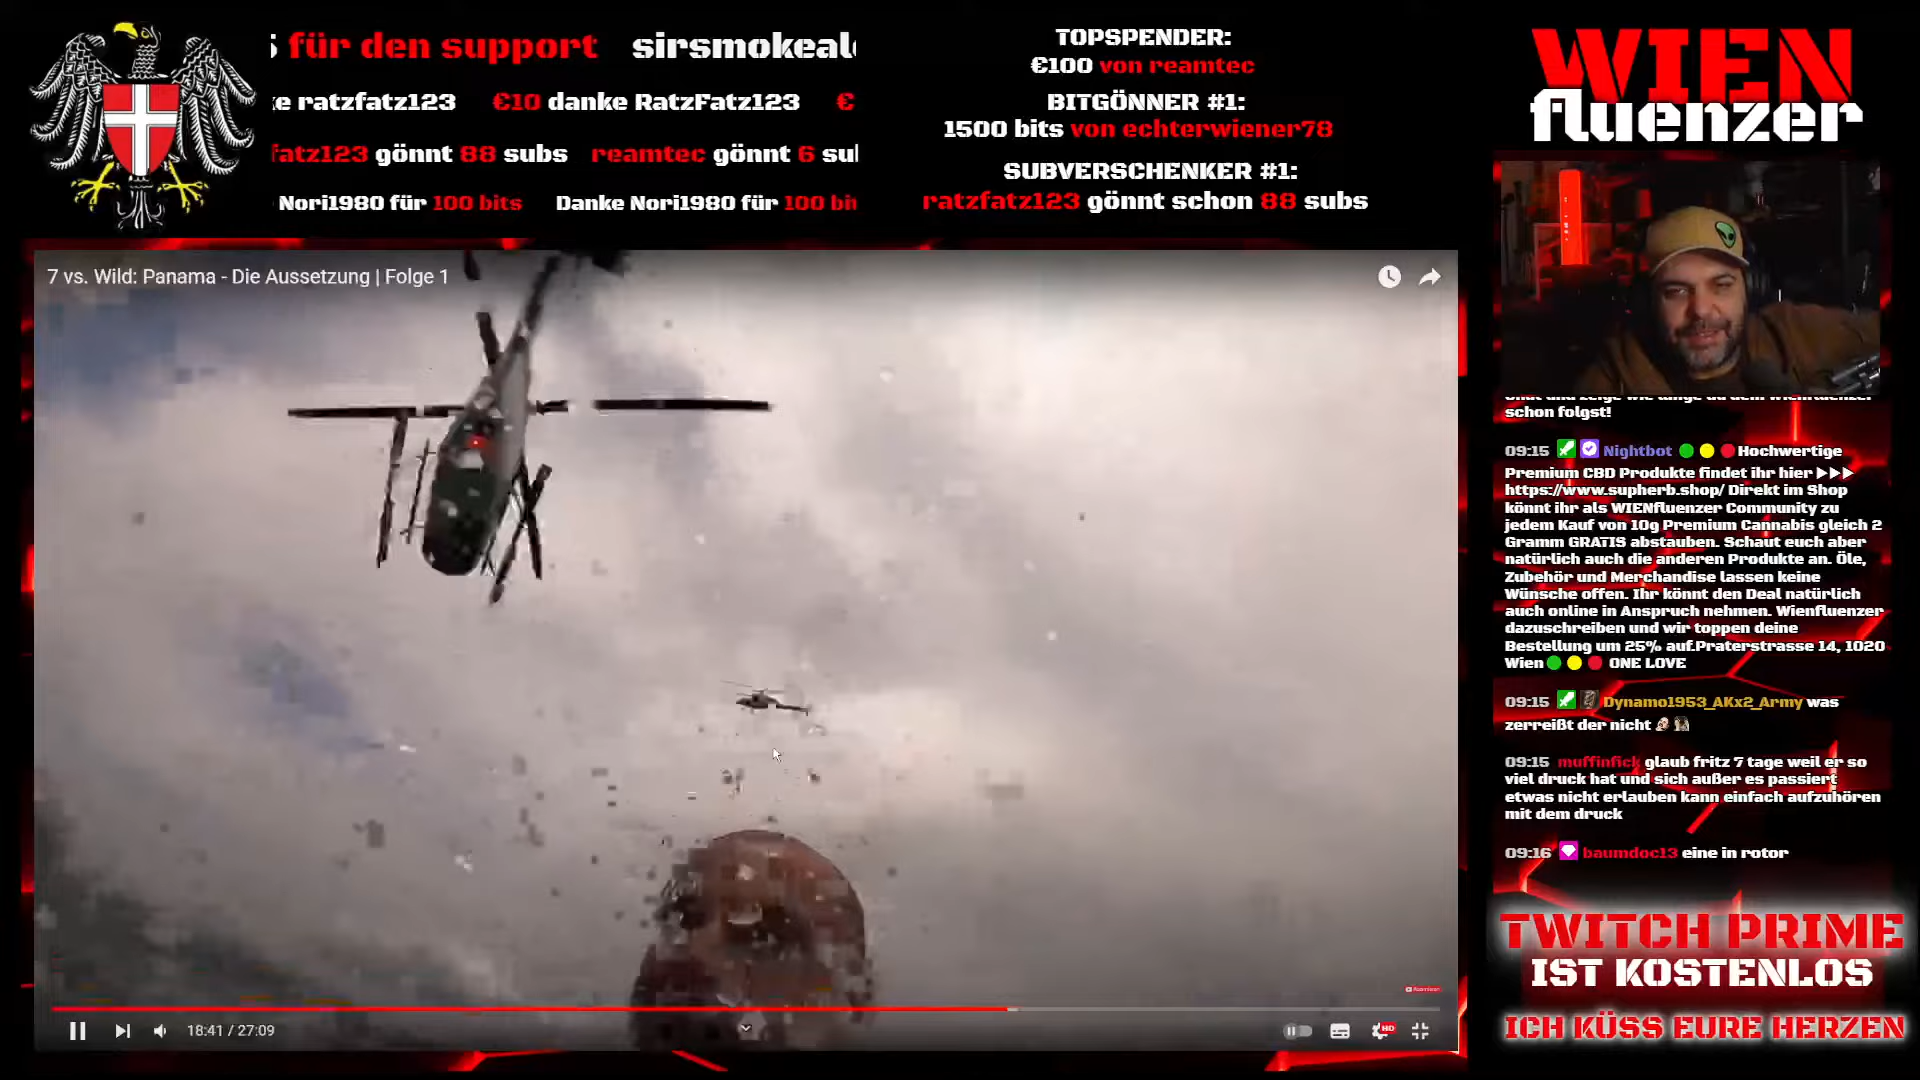 für den support sirsmokeal
TOPSPENDER:
€100 von reamtec
ke ratzfatz123 €10 danke RatzFatz123 €
BITGÖNNER #1:
1500 bits von echterwiener78
fatz123 gönnt 88 subs reamtec gönnt 6 sul
SUBVERSCHENKER #1:
ratzfatz123 gönnt schon 88 subs
Nori1980 für 100 bits Danke Nori1980 für 100 bit
WIEN
fluenzer
7 vs. Wild: Panama - Die Aussetzung | Folge 1
18:41 / 27:09
HD
schon folgst!
09:15 Nightbot Hochwertige
Premium CBD Produkte findet ihr hier ►►►
https://www.supherb.shop/ Direkt im Shop
könnt ihr als WIENfluenzer Community zu
jedem Kauf von 10g Premium Cannabis gleich 2
Gramm GRATIS abstauben. Schaut euch aber
natürlich auch die anderen Produkte an. Öle,
Zubehör und Merchandise lassen keine
Wünsche offen. Ihr könnt den Deal natürlich
auch online in Anspruch nehmen. Wienfluenzer
dazuschreiben und wir toppen deine
Bestellung um 25% auf.Praterstrasse 14, 1020
Wien ONE LOVE
09:15 Dynamo1953_AKx2_Army was
zerreißt der nicht
09:15 muffinfick glaub fritz 7 tage weil er so
viel druck hat und sich außer es passiert
etwas nicht erlauben kann einfach aufzuhören
mit dem druck
09:16 baumdoc13 eine in rotor
TWITCH PRIME
IST KOSTENLOS
ICH KÜSS EURE HERZEN